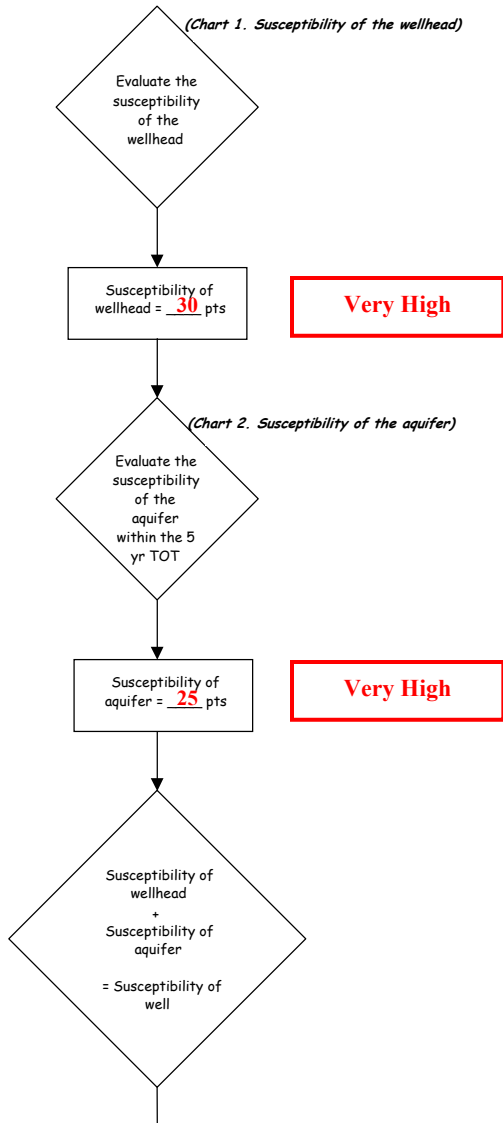 (Chart 1. Susceptibility of the wellhead)
Evaluate the
susceptibility
of the
wellhead
Susceptibility of
wellhead = __30__ pts
Very High
(Chart 2. Susceptibility of the aquifer)
Evaluate the
susceptibility
of the
aquifer
within the 5
yr TOT
Susceptibility of
aquifer = __25__ pts
Very High
Susceptibility of
wellhead
+
Susceptibility of
aquifer
= Susceptibility of
well